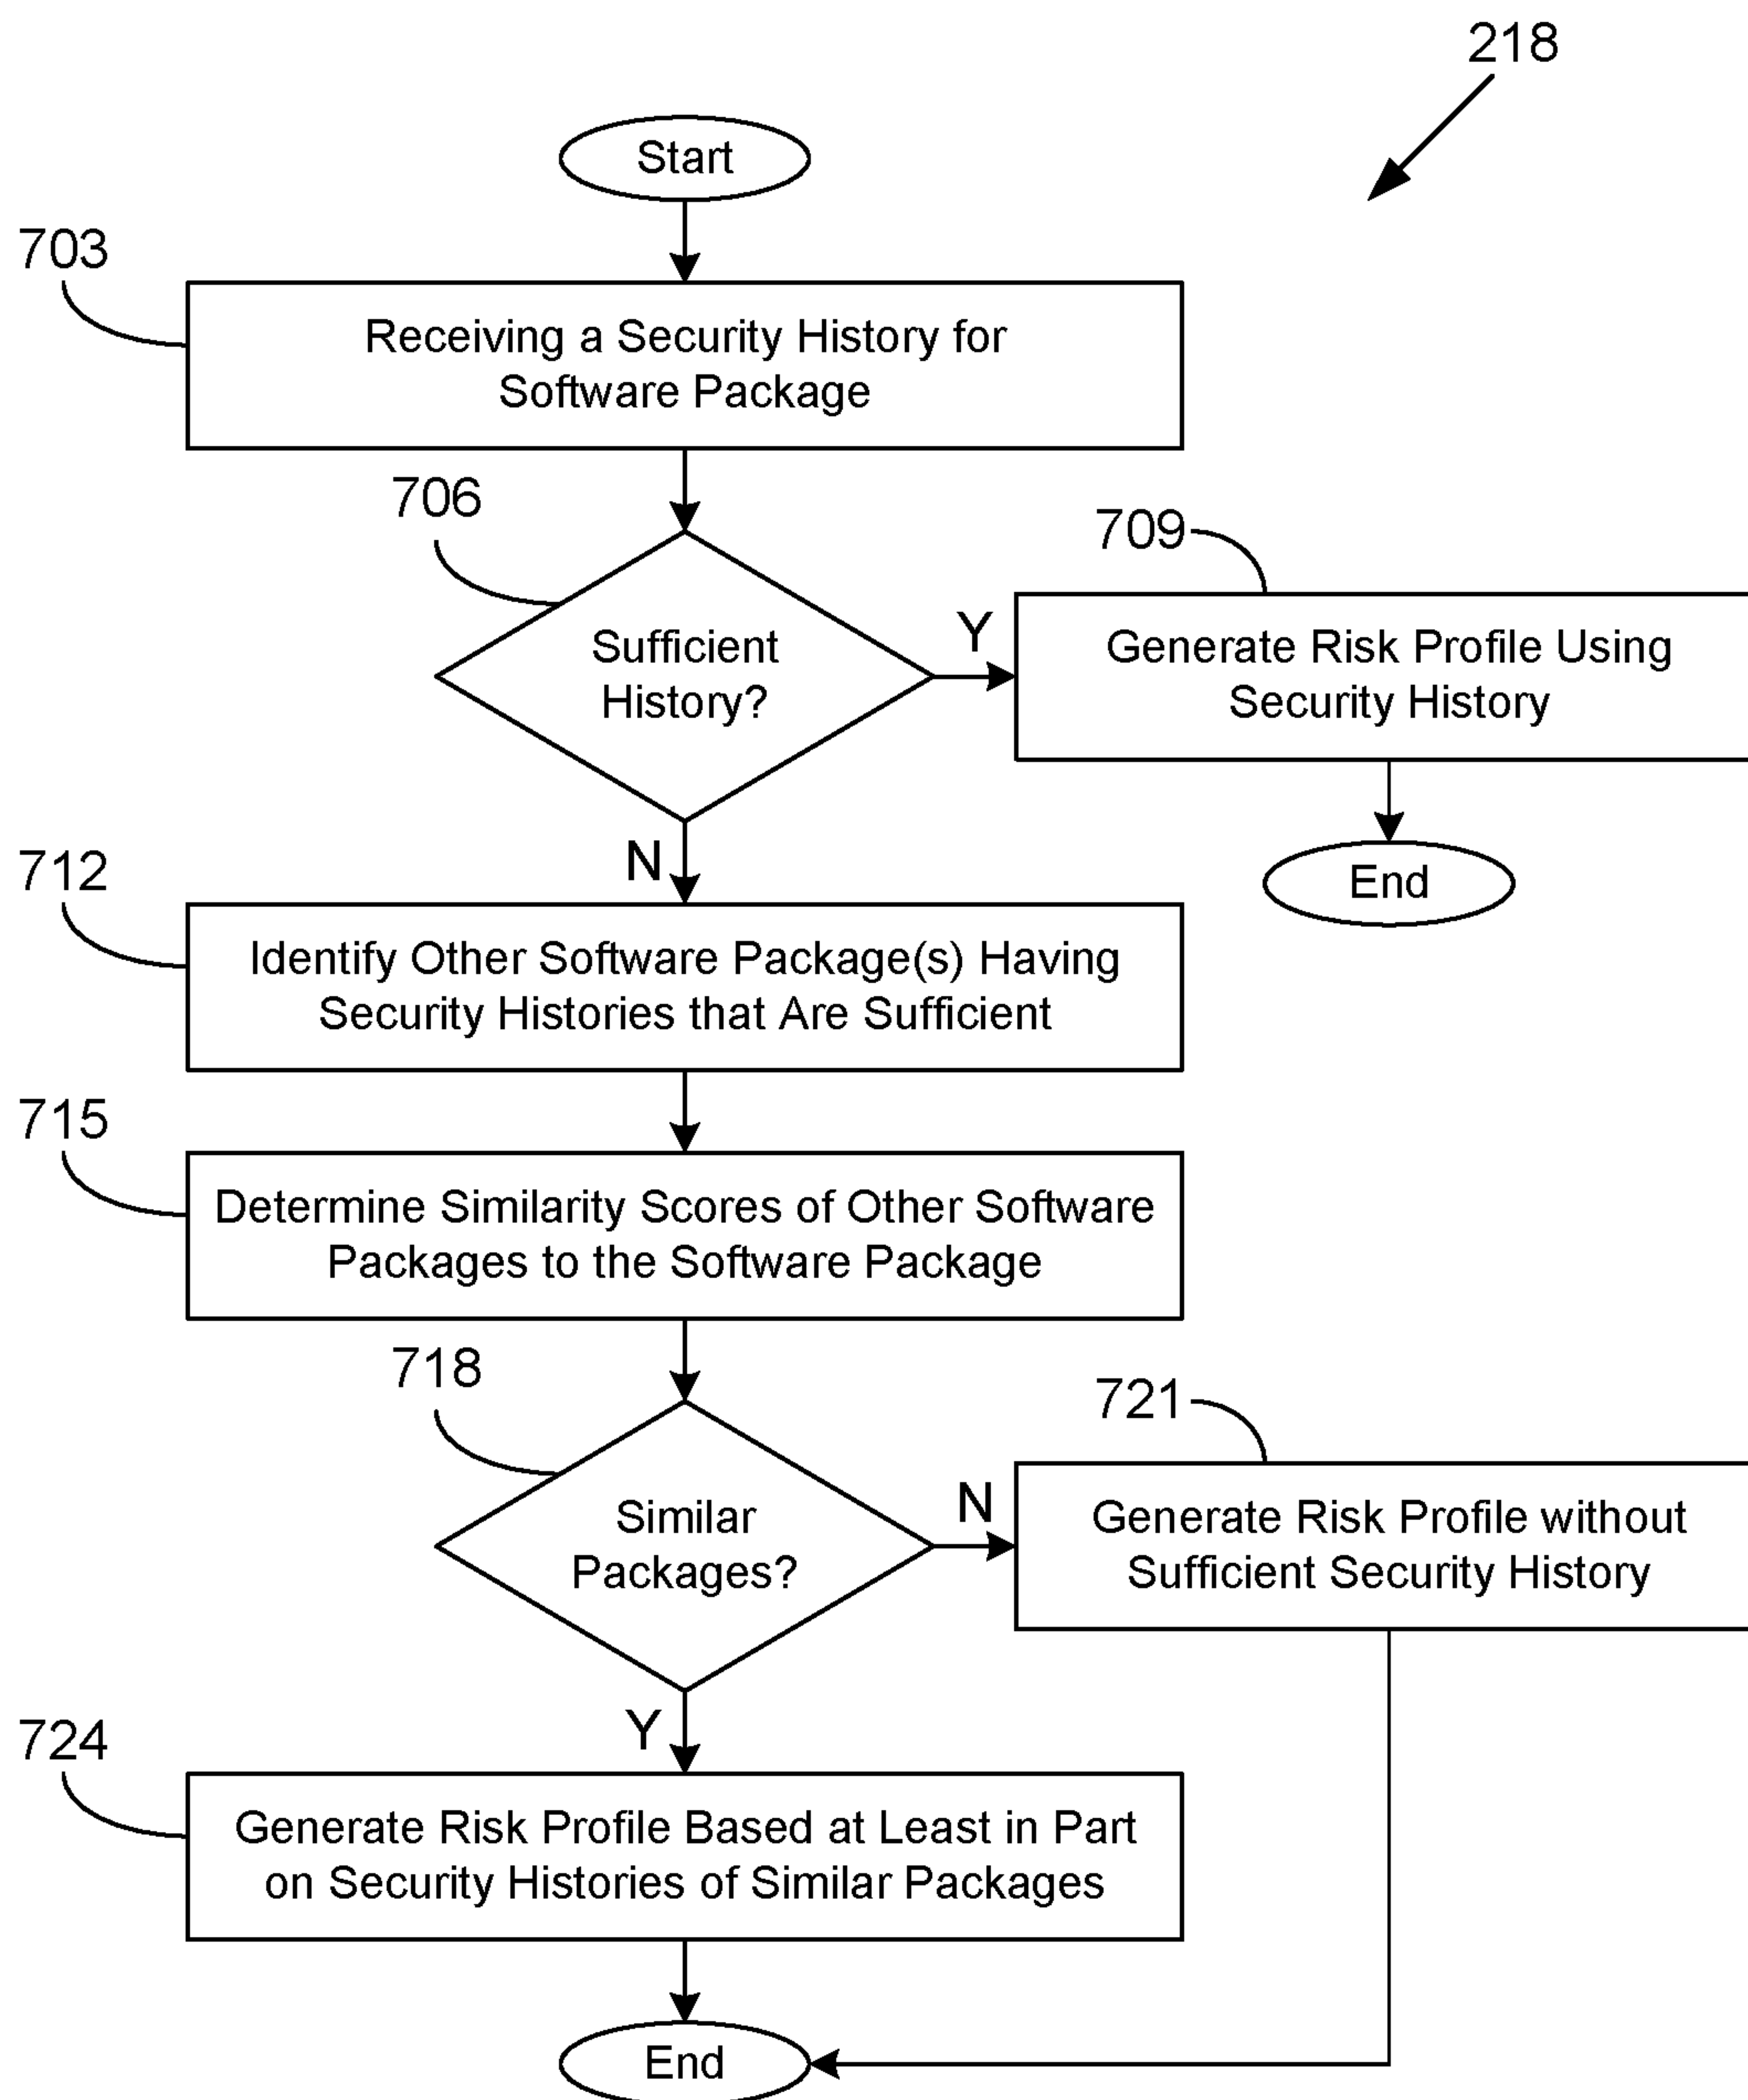 218
Start
703
Receiving a Security History for
Software Package
706
709
Sufficient
History?
Y
Generate Risk Profile Using
Security History
N
End
712
Identify Other Software Package(s) Having
Security Histories that Are Sufficient
715
Determine Similarity Scores of Other Software
Packages to the Software Package
718
721
Similar
Packages?
N
Generate Risk Profile without
Sufficient Security History
Y
724
Generate Risk Profile Based at Least in Part
on Security Histories of Similar Packages
End